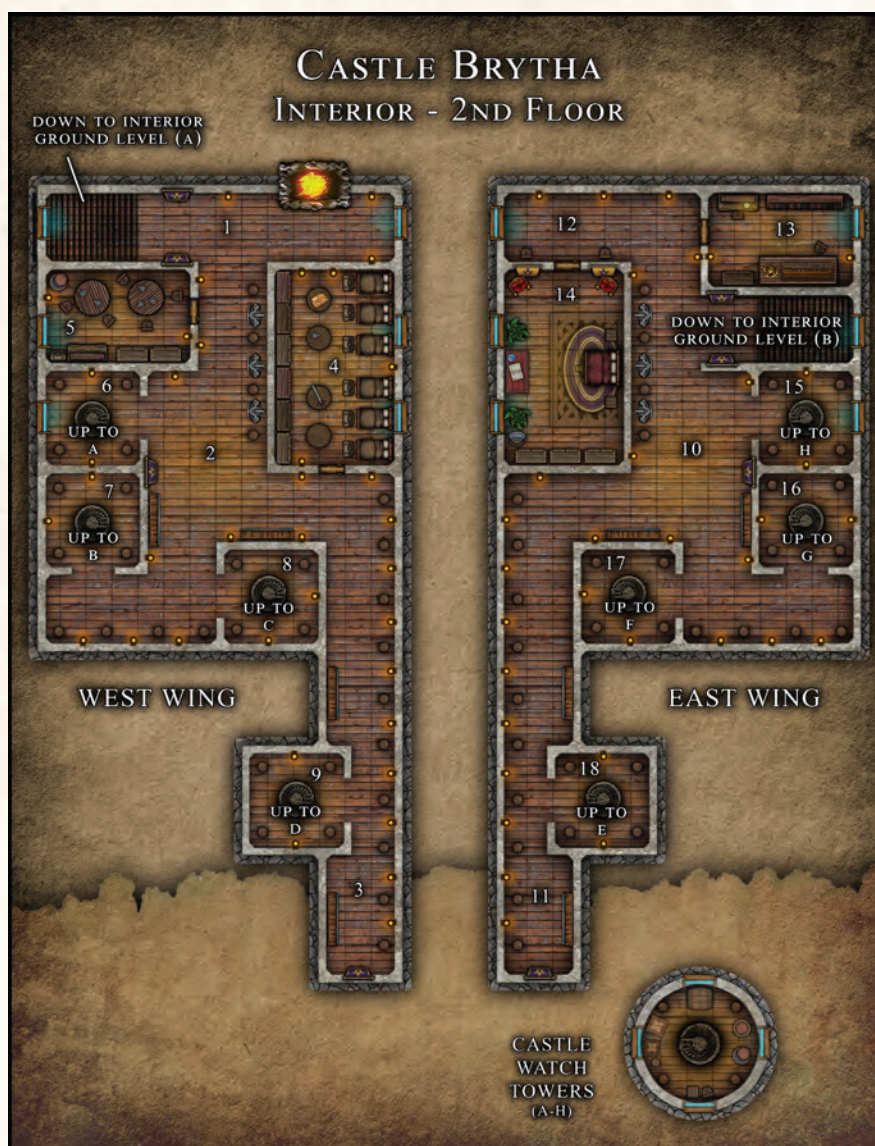 CASTLE BRYTHA
INTERIOR - 2ND FLOOR
DOWN TO INTERIOR
GROUND LEVEL (A)
1
12
13
14
5
4
DOWN TO INTERIOR
GROUND LEVEL (B)
6
UP TO
A
15
UP TO
H
2
10
7
UP TO
B
16
UP TO
G
8
UP TO
C
17
UP TO
F
WEST WING
EAST WING
9
UP TO
D
18
UP TO
E
3
11
CASTLE
WATCH
TOWERS
(A-H)